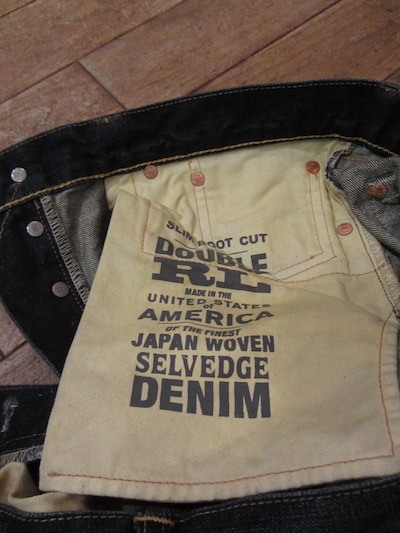 SLIM BOOT CUT
DOUBLE
RL
MADE IN THE
UNITED STATES
OF
AMERICA
OF THE FINEST
JAPAN WOVEN
SELVEDGE
DENIM